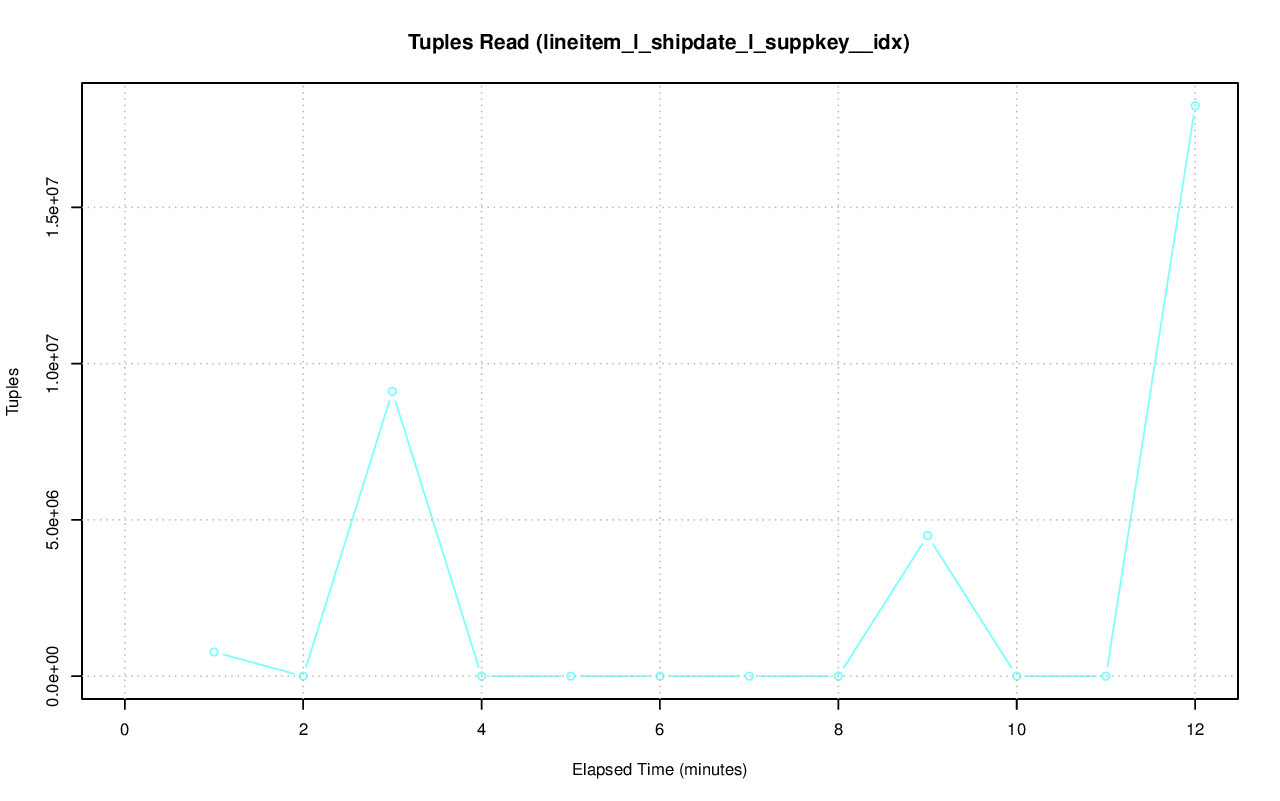 Tuples Read (lineitem_l_shipdate_l_suppkey__idx)
Tuples
1.5e+07
1.0e+07
5.0e+06
0.0e+00
0 2 4 6 8 10 12
Elapsed Time (minutes)